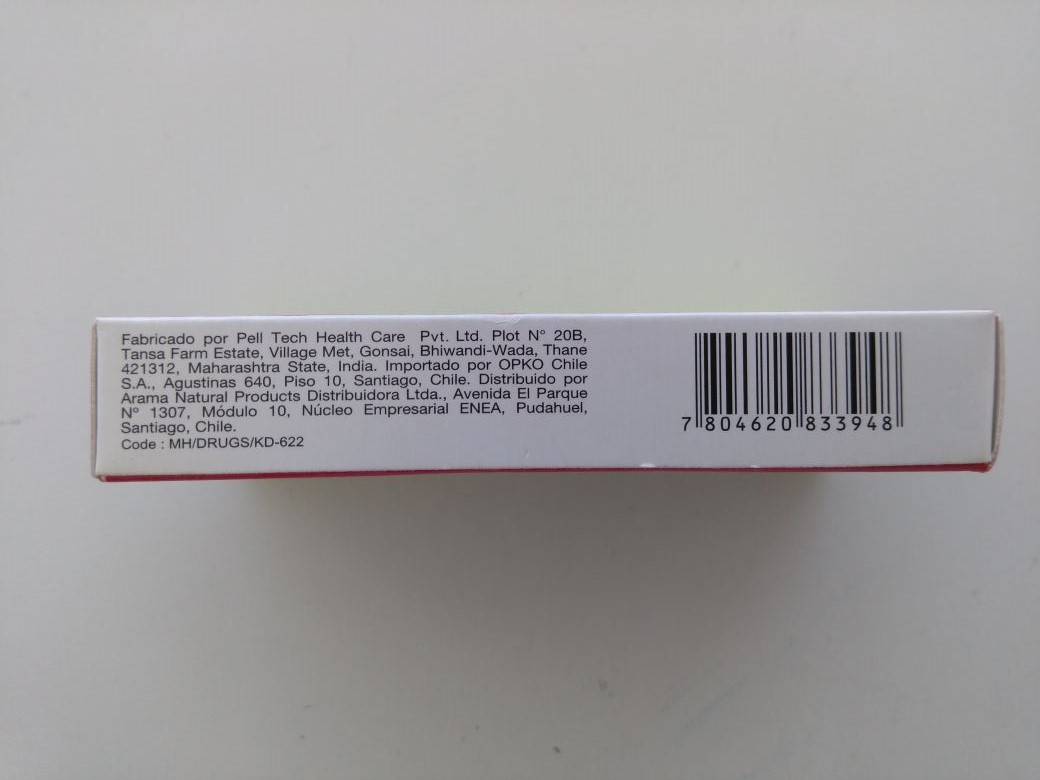 Fabricado por Pell Tech Health Care Pvt. Ltd. Plot Nº 20B,
Tansa Farm Estate, Village Met, Gonsai, Bhiwandi-Wada, Thane
421312, Maharashtra State, India. Importado por OPKO Chile
S.A., Agustinas 640, Piso 10, Santiago, Chile. Distribuido por
Arama Natural Products Distribuidora Ltda., Avenida El Parque
Nº 1307, Módulo 10, Núcleo Empresarial ENEA, Pudahuel,
Santiago, Chile.
Code : MH/DRUGS/KD-622
7 804620 833948